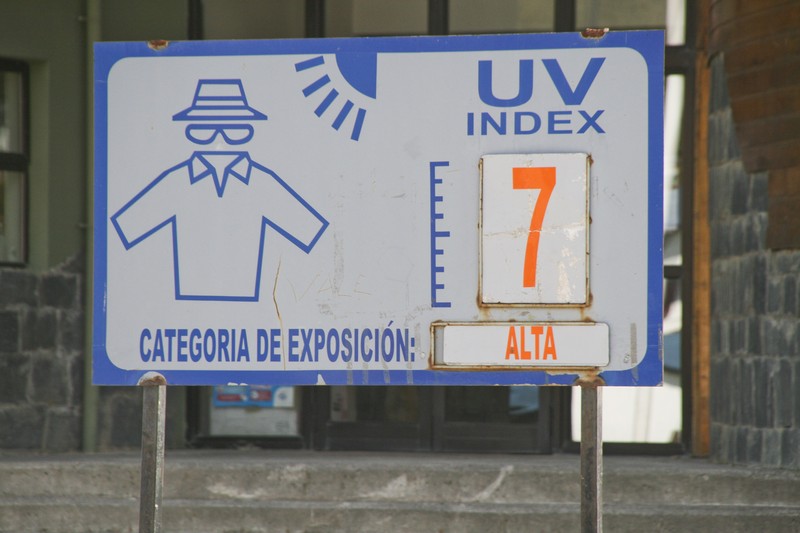 UV
INDEX
7
CATEGORIA DE EXPOSICIÓN: ALTA